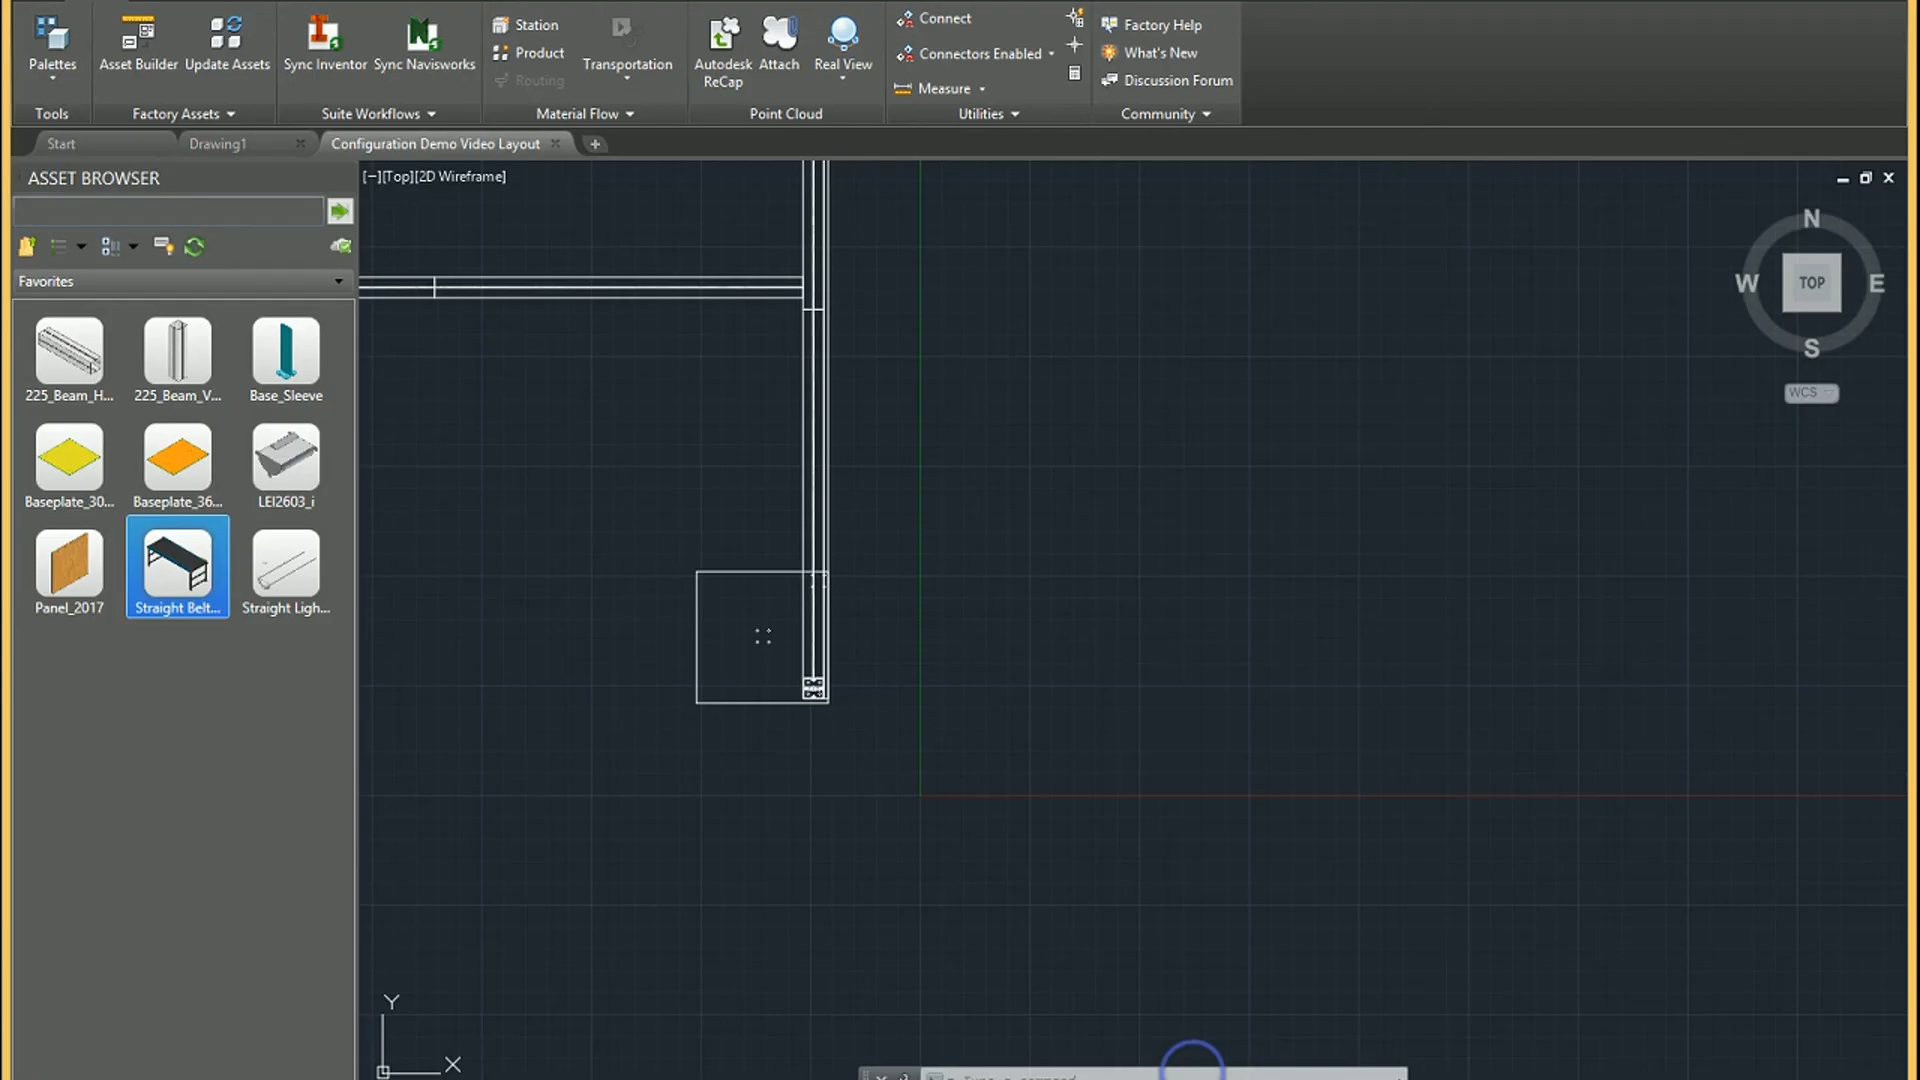 Palettes
Asset Builder
Update Assets
Sync Inventor
Sync Navisworks
Station
Product
Routing
Transportation
Autodesk ReCap
Attach
Real View
Connect
Connectors Enabled
Measure
Factory Help
What's New
Discussion Forum
Tools
Factory Assets
Suite Workflows
Material Flow
Point Cloud
Utilities
Community
Start
Drawing1
Configuration Demo Video Layout
ASSET BROWSER
[−][Top][2D Wireframe]
Favorites
225_Beam_H...
225_Beam_V...
Base_Sleeve
Baseplate_30...
Baseplate_36...
LEI2603_i
Panel_2017
Straight Belt...
Straight Ligh...
N
W
TOP
E
S
WCS
Y
X